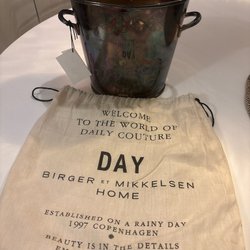 DAY
WELCOME
TO THE WORLD OF
DAILY COUTURE
DAY
BIRGER ET MIKKELSEN
HOME
ESTABLISHED ON A RAINY DAY
1997 COPENHAGEN
BEAUTY IS IN THE DETAILS